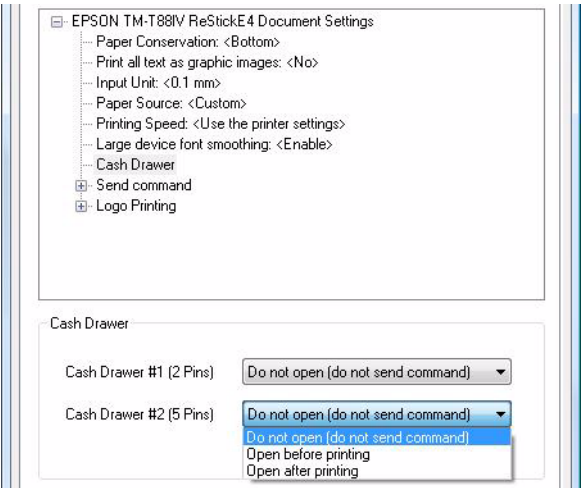 EPSON TM-T88IV ReStickE4 Document Settings
Paper Conservation: <Bottom>
Print all text as graphic images: <No>
Input Unit: <0.1 mm>
Paper Source: <Custom>
Printing Speed: <Use the printer settings>
Large device font smoothing: <Enable>
Cash Drawer
Send command
Logo Printing
Cash Drawer
Cash Drawer #1 (2 Pins) Do not open (do not send command)
Cash Drawer #2 (5 Pins) Do not open (do not send command)
Do not open (do not send command)
Open before printing
Open after printing